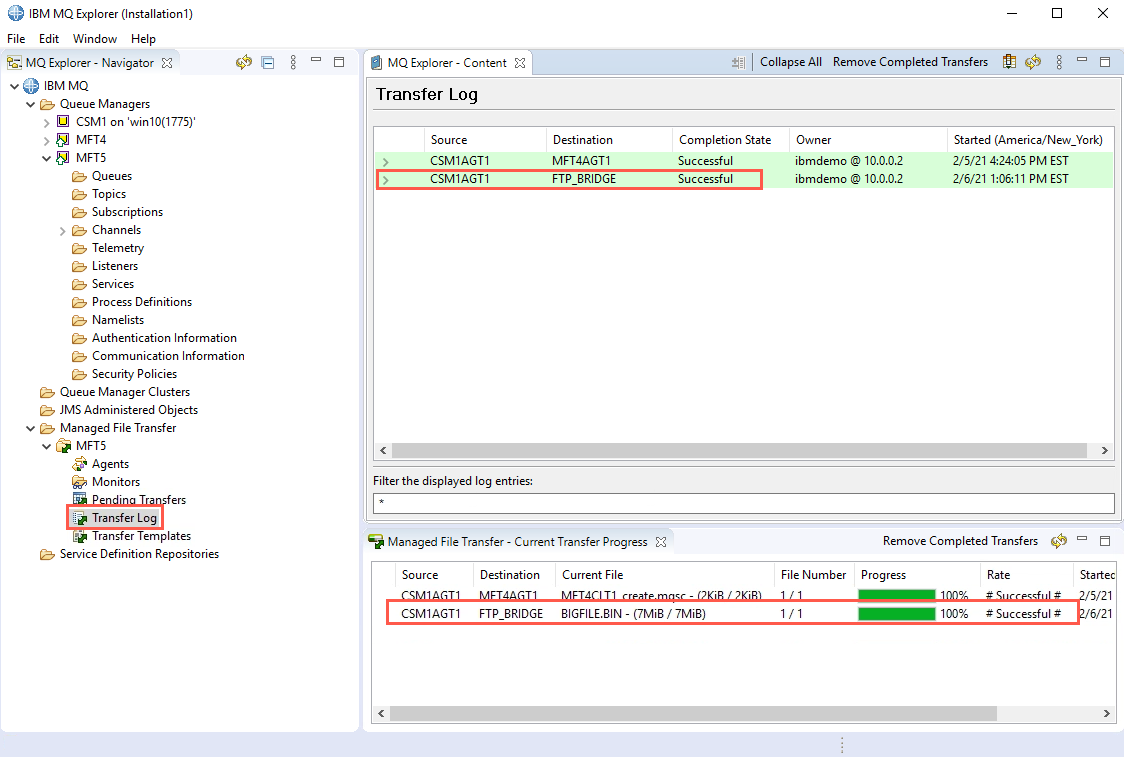 IBM MQ Explorer (Installation1)
File Edit Window Help
MQ Explorer - Navigator
IBM MQ
Queue Managers
CSM1 on 'win10(1775)'
MFT4
MFT5
Queues
Topics
Subscriptions
Channels
Telemetry
Listeners
Services
Process Definitions
Namelists
Authentication Information
Communication Information
Security Policies
Queue Manager Clusters
JMS Administered Objects
Managed File Transfer
MFT5
Agents
Monitors
Pending Transfers
Transfer Log
Transfer Templates
Service Definition Repositories
MQ Explorer - Content
Collapse All Remove Completed Transfers
Transfer Log
Source Destination Completion State Owner Started (America/New_York)
CSM1AGT1 MFT4AGT1 Successful ibmdemo @ 10.0.0.2 2/5/21 4:24:05 PM EST
CSM1AGT1 FTP_BRIDGE Successful ibmdemo @ 10.0.0.2 2/6/21 1:06:11 PM EST
Filter the displayed log entries:
*
Managed File Transfer - Current Transfer Progress
Remove Completed Transfers
Source Destination Current File File Number Progress Rate Started
CSM1AGT1 MFT4AGT1 MFT4CLT1_create.mqsc - (2KiB / 2KiB) 1 / 1 100% # Successful # 2/5/21
CSM1AGT1 FTP_BRIDGE BIGFILE.BIN - (7MiB / 7MiB) 1 / 1 100% # Successful # 2/6/21